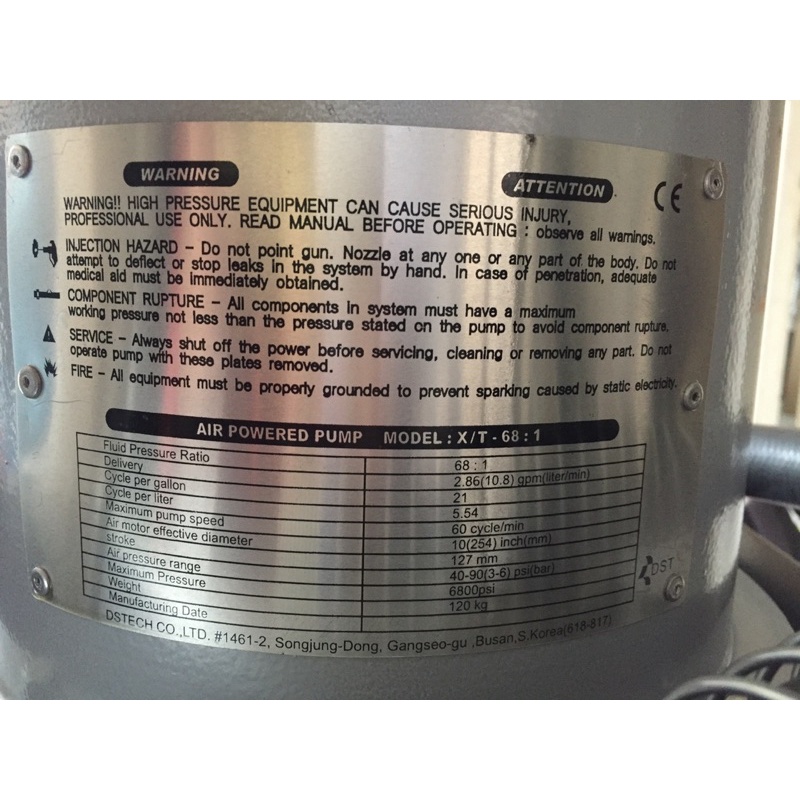 WARNING
ATTENTION
CE
WARNING!! HIGH PRESSURE EQUIPMENT CAN CAUSE SERIOUS INJURY,
PROFESSIONAL USE ONLY. READ MANUAL BEFORE OPERATING : observe all warnings.
INJECTION HAZARD - Do not point gun. Nozzle at any one or any part of the body. Do not
attempt to deflect or stop leaks in the system by hand. In case of penetration, adequate
medical aid must be immediately obtained.
COMPONENT RUPTURE - All components in system must have a maximum
working pressure not less than the pressure stated on the pump to avoid component rupture.
SERVICE - Always shut off the power before servicing, cleaning or removing any part. Do not
operate pump with these plates removed.
FIRE - All equipment must be properly grounded to prevent sparking caused by static electricity.
AIR POWERED PUMP MODEL : X/T - 68 : 1
Fluid Pressure Ratio 68 : 1
Delivery 2.86(10.8) gpm(liter/min)
Cycle per gallon 21
Cycle per liter 5.54
Maximum pump speed 60 cycle/min
Air motor effective diameter 10(254) inch(mm)
stroke 127 mm
Air pressure range 40-90(3-6) psi(bar)
Maximum Pressure 6800psi
Weight 120 kg
Manufacturing Date
DST
DSTECH CO.,LTD. #1461-2, Songjung-Dong, Gangseo-gu ,Busan,S.Korea(618-817)